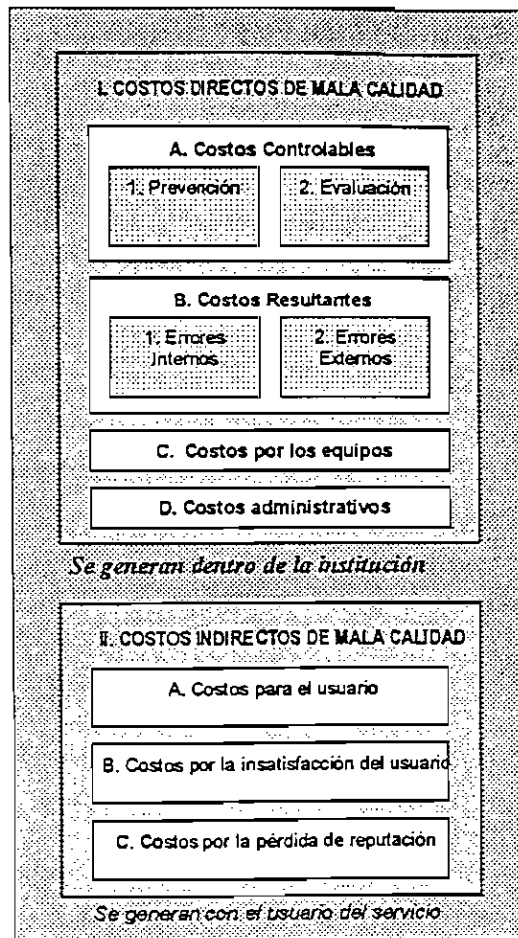 I. COSTOS DIRECTOS DE MALA CALIDAD
A. Costos Controlables
1. Prevención
2. Evaluación
B. Costos Resultantes
1. Errores
Internos
2. Errores
Externos
C. Costos por los equipos
D. Costos administrativos
Se generan dentro de la institución
II. COSTOS INDIRECTOS DE MALA CALIDAD
A. Costos para el usuario
B. Costos por la insatisfacción del usuario
C. Costos por la pérdida de reputación
Se generan con el usuario del servicio